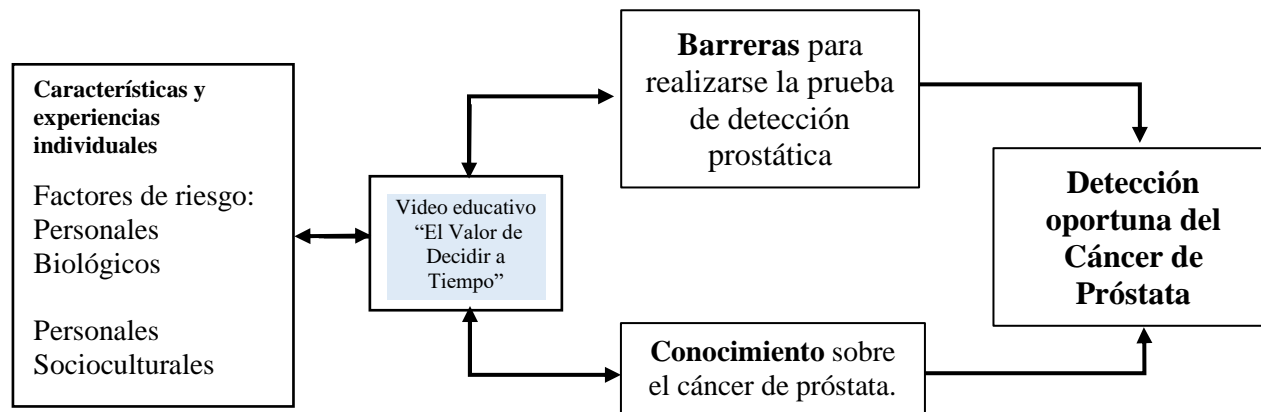 Características y
experiencias
individuales
Factores de riesgo:
Personales
Biológicos
Personales
Socioculturales
Video educativo
“El Valor de
Decidir a
Tiempo”
Barreras para
realizarse la prueba
de detección
prostática
Conocimiento sobre
el cáncer de próstata.
Detección
oportuna del
Cáncer de
Próstata